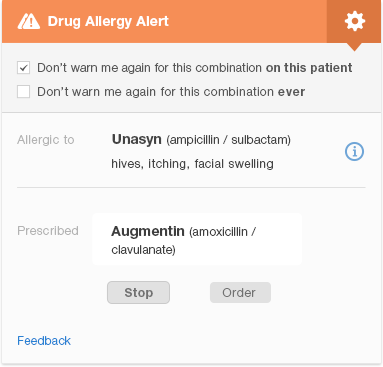 Drug Allergy Alert
Don't warn me again for this combination on this patient
Don't warn me again for this combination ever
Allergic to Unasyn (ampicillin / sulbactam)
hives, itching, facial swelling
Prescribed Augmentin (amoxicillin /
clavulanate)
Stop Order
Feedback